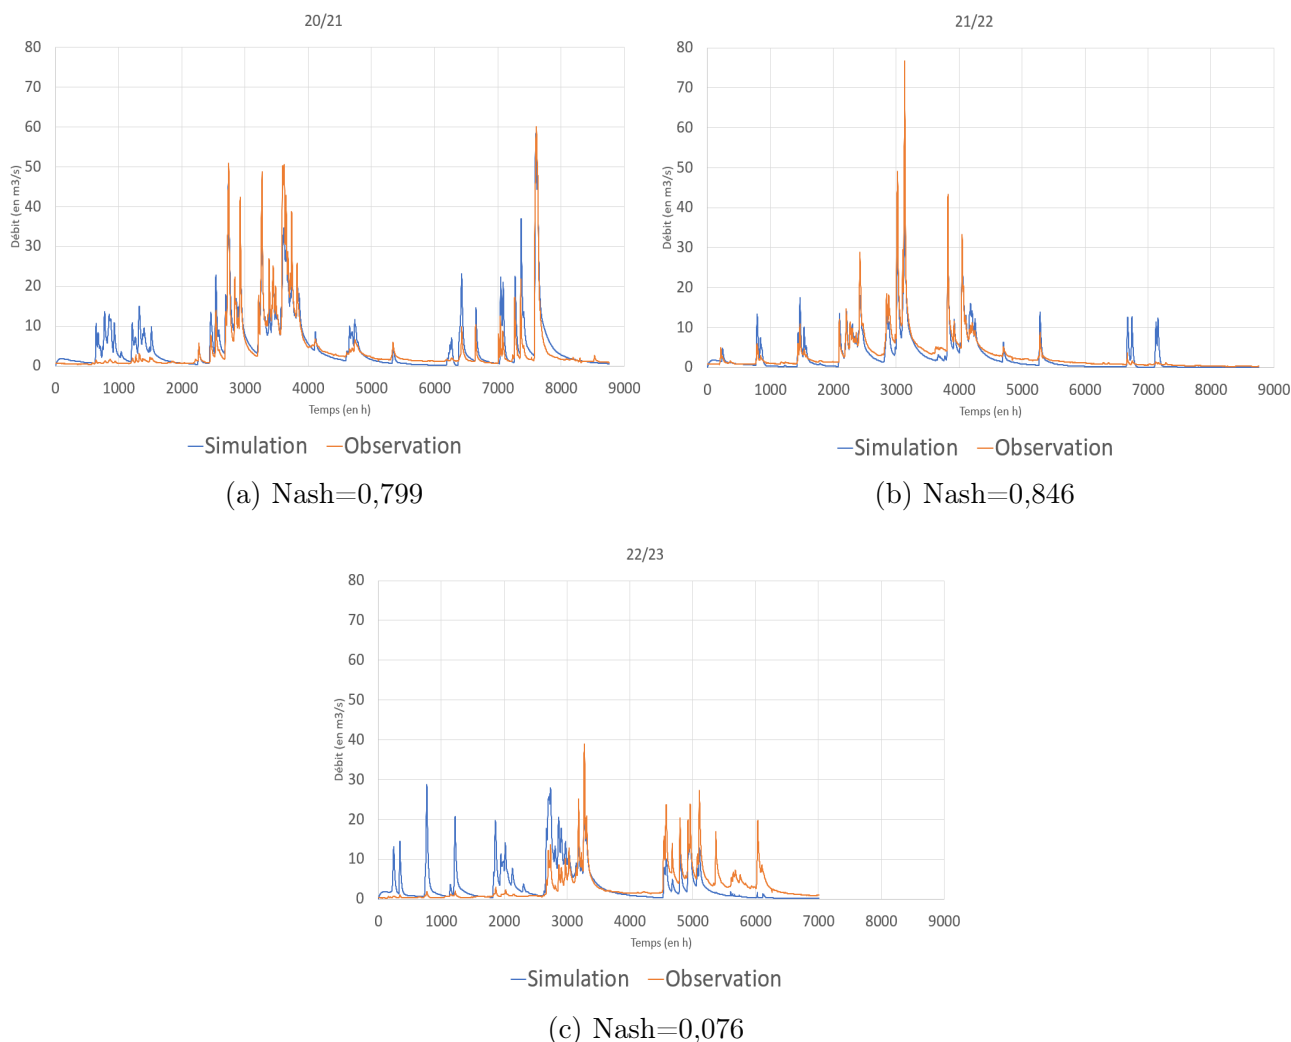 20/21
80
70
60
50
40
30
20
10
0
Débit (en m3/s)
0 1000 2000 3000 4000 5000 6000 7000 8000 9000
Temps (en h)
Simulation Observation
(a) Nash=0,799
21/22
80
70
60
50
40
30
20
10
0
Débit (en m3/s)
0 1000 2000 3000 4000 5000 6000 7000 8000 9000
Temps (en h)
Simulation Observation
(b) Nash=0,846
22/23
80
70
60
50
40
30
20
10
0
Débit (en m3/s)
0 1000 2000 3000 4000 5000 6000 7000 8000 9000
Temps (en h)
Simulation Observation
(c) Nash=0,076